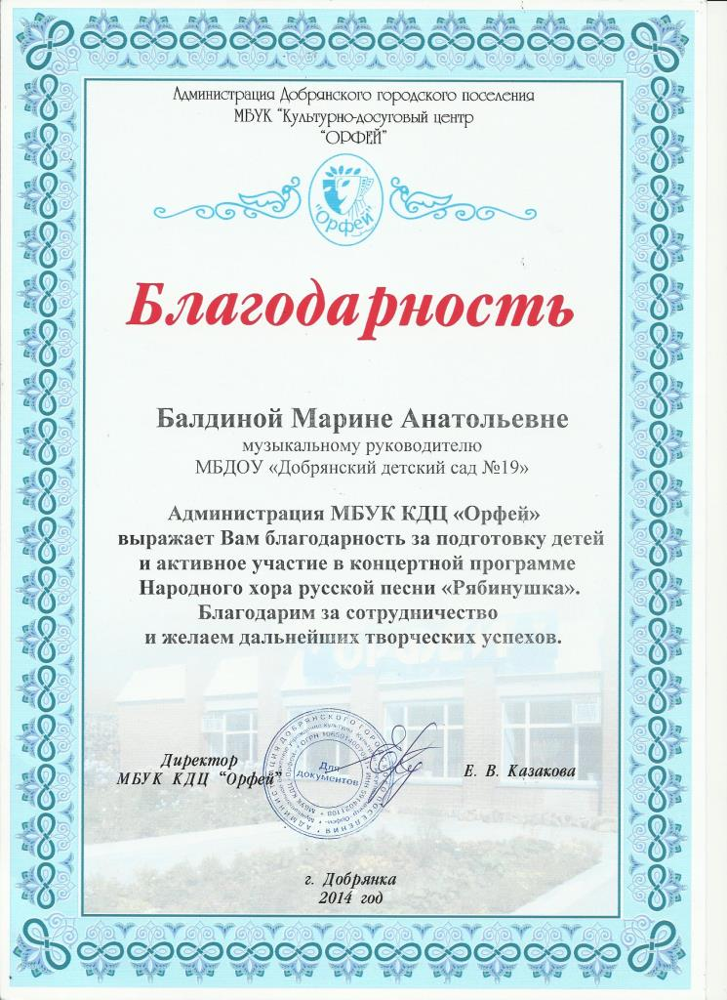 Администрация Добрянского городского поселения
МБУК "Культурно-досуговый центр
"ОРФЕЙ"
"Орфей"
Благодарность
Балдиной Марине Анатольевне
музыкальному руководителю
МБДОУ «Добрянский детский сад №19»
Администрация МБУК КДЦ «Орфей»
выражает Вам благодарность за подготовку детей
и активное участие в концертной программе
Народного хора русской песни «Рябинушка».
Благодарим за сотрудничество
и желаем дальнейших творческих успехов.
ОРФЕЙ
Директор
МБУК КДЦ "Орфей"
Для
документов
Е. В. Казакова
г. Добрянка
2014 год